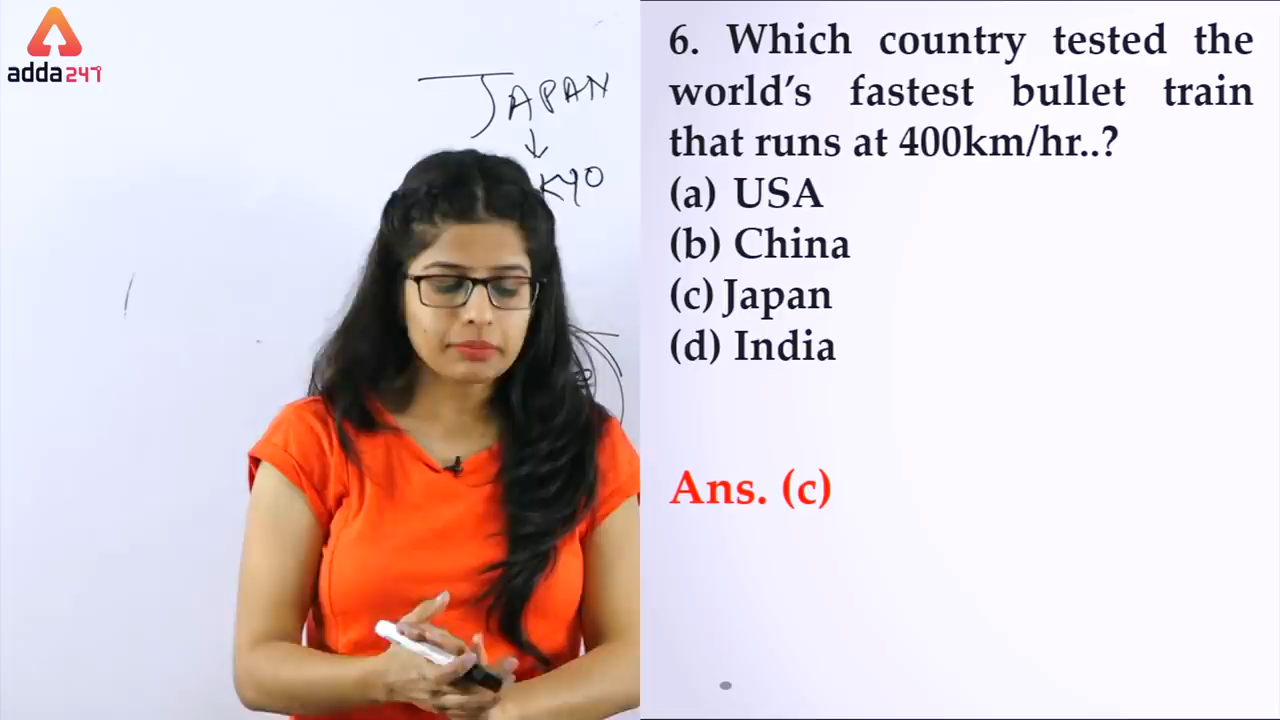 adda247
JAPAN
KYO
6. Which country tested the
world's fastest bullet train
that runs at 400km/hr..?
(a) USA
(b) China
(c) Japan
(d) India
Ans. (c)